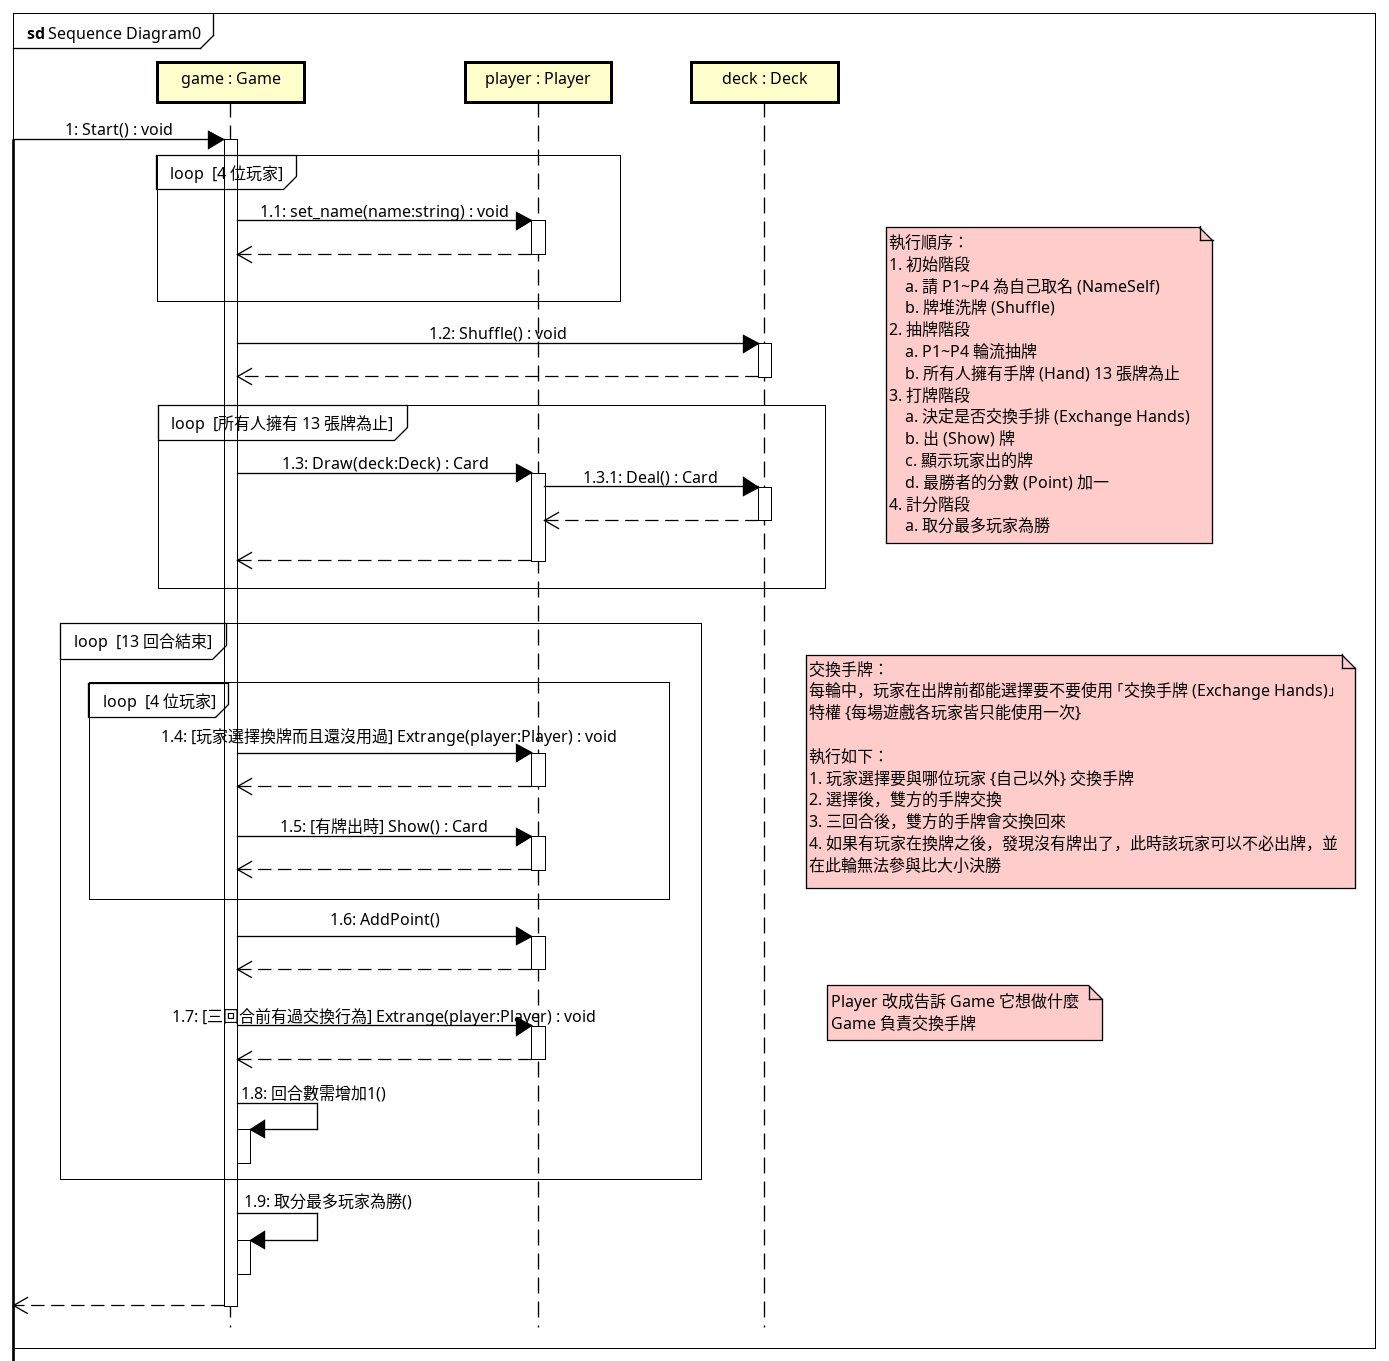 sd Sequence Diagram0
game : Game
player : Player
deck : Deck
1: Start() : void
loop [4 位玩家]
1.1: set_name(name:string) : void
執行順序：
1. 初始階段
a. 請 P1~P4 為自己取名 (NameSelf)
b. 牌堆洗牌 (Shuffle)
2. 抽牌階段
a. P1~P4 輪流抽牌
b. 所有人擁有手牌 (Hand) 13 張牌為止
3. 打牌階段
a. 決定是否交換手排 (Exchange Hands)
b. 出 (Show) 牌
c. 顯示玩家出的牌
d. 最勝者的分數 (Point) 加一
4. 計分階段
a. 取分最多玩家為勝
1.2: Shuffle() : void
loop [所有人擁有 13 張牌為止]
1.3: Draw(deck:Deck) : Card
1.3.1: Deal() : Card
loop [13 回合結束]
loop [4 位玩家]
1.4: [玩家選擇換牌而且還沒用過] Extrange(player:Player) : void
交換手牌：
每輪中，玩家在出牌前都能選擇要不要使用「交換手牌 (Exchange Hands)」
特權 {每場遊戲各玩家皆只能使用一次}
執行如下：
1. 玩家選擇要與哪位玩家 {自己以外} 交換手牌
2. 選擇後，雙方的手牌交換
3. 三回合後，雙方的手牌會交換回來
4. 如果有玩家在換牌之後，發現沒有牌出了，此時該玩家可以不必出牌，並
在此輪無法參與比大小決勝
1.5: [有牌出時] Show() : Card
1.6: AddPoint()
Player 改成告訴 Game 它想做什麼
Game 負責交換手牌
1.7: [三回合前有過交換行為] Extrange(player:Player) : void
1.8: 回合數需增加1()
1.9: 取分最多玩家為勝()